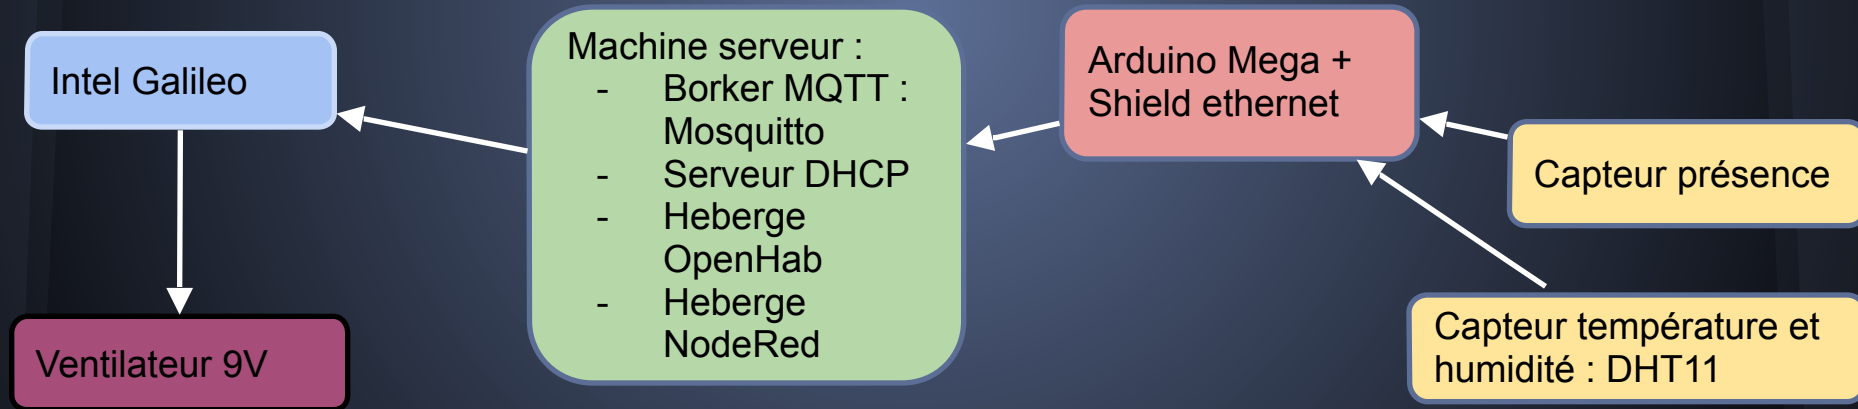 Intel Galileo
Ventilateur 9V
Machine serveur :
- Borker MQTT :
Mosquitto
- Serveur DHCP
- Heberge
OpenHab
- Heberge
NodeRed
Arduino Mega +
Shield ethernet
Capteur présence
Capteur température et
humidité : DHT11